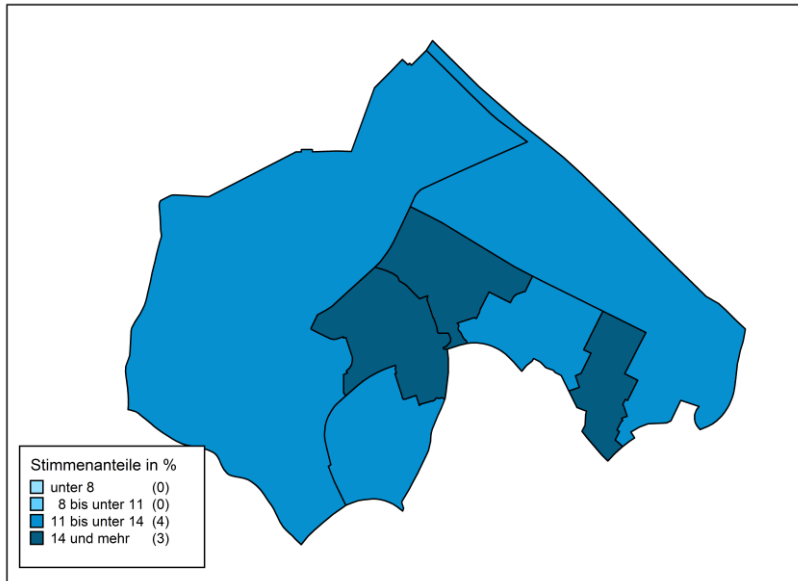 Stimmenanteile in %
unter 8 (0)
8 bis unter 11 (0)
11 bis unter 14 (4)
14 und mehr (3)